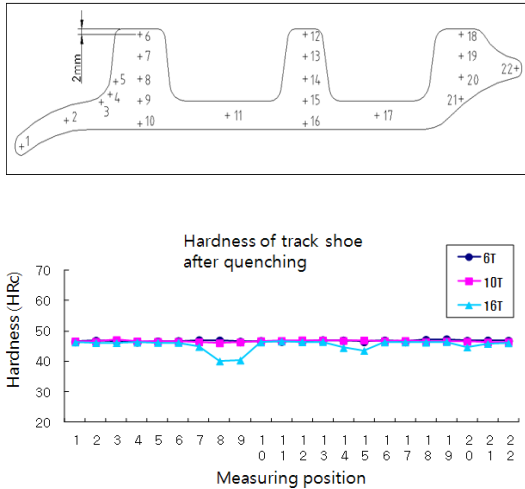 +6 +12 +18
2mm
+7 +13 +19
22+
+5 +8 +14 +20
+4 +9 +15 21+
+3
+2 +11 +17
+10 +16
+1
Hardness of track shoe
after quenching
6T
10T
16T
Hardness (HRc)
70
60
50
40
30
20
1 2 3 4 5 6 7 8 9 10 11 12 13 14 15 16 17 18 19 20 21 22
Measuring position